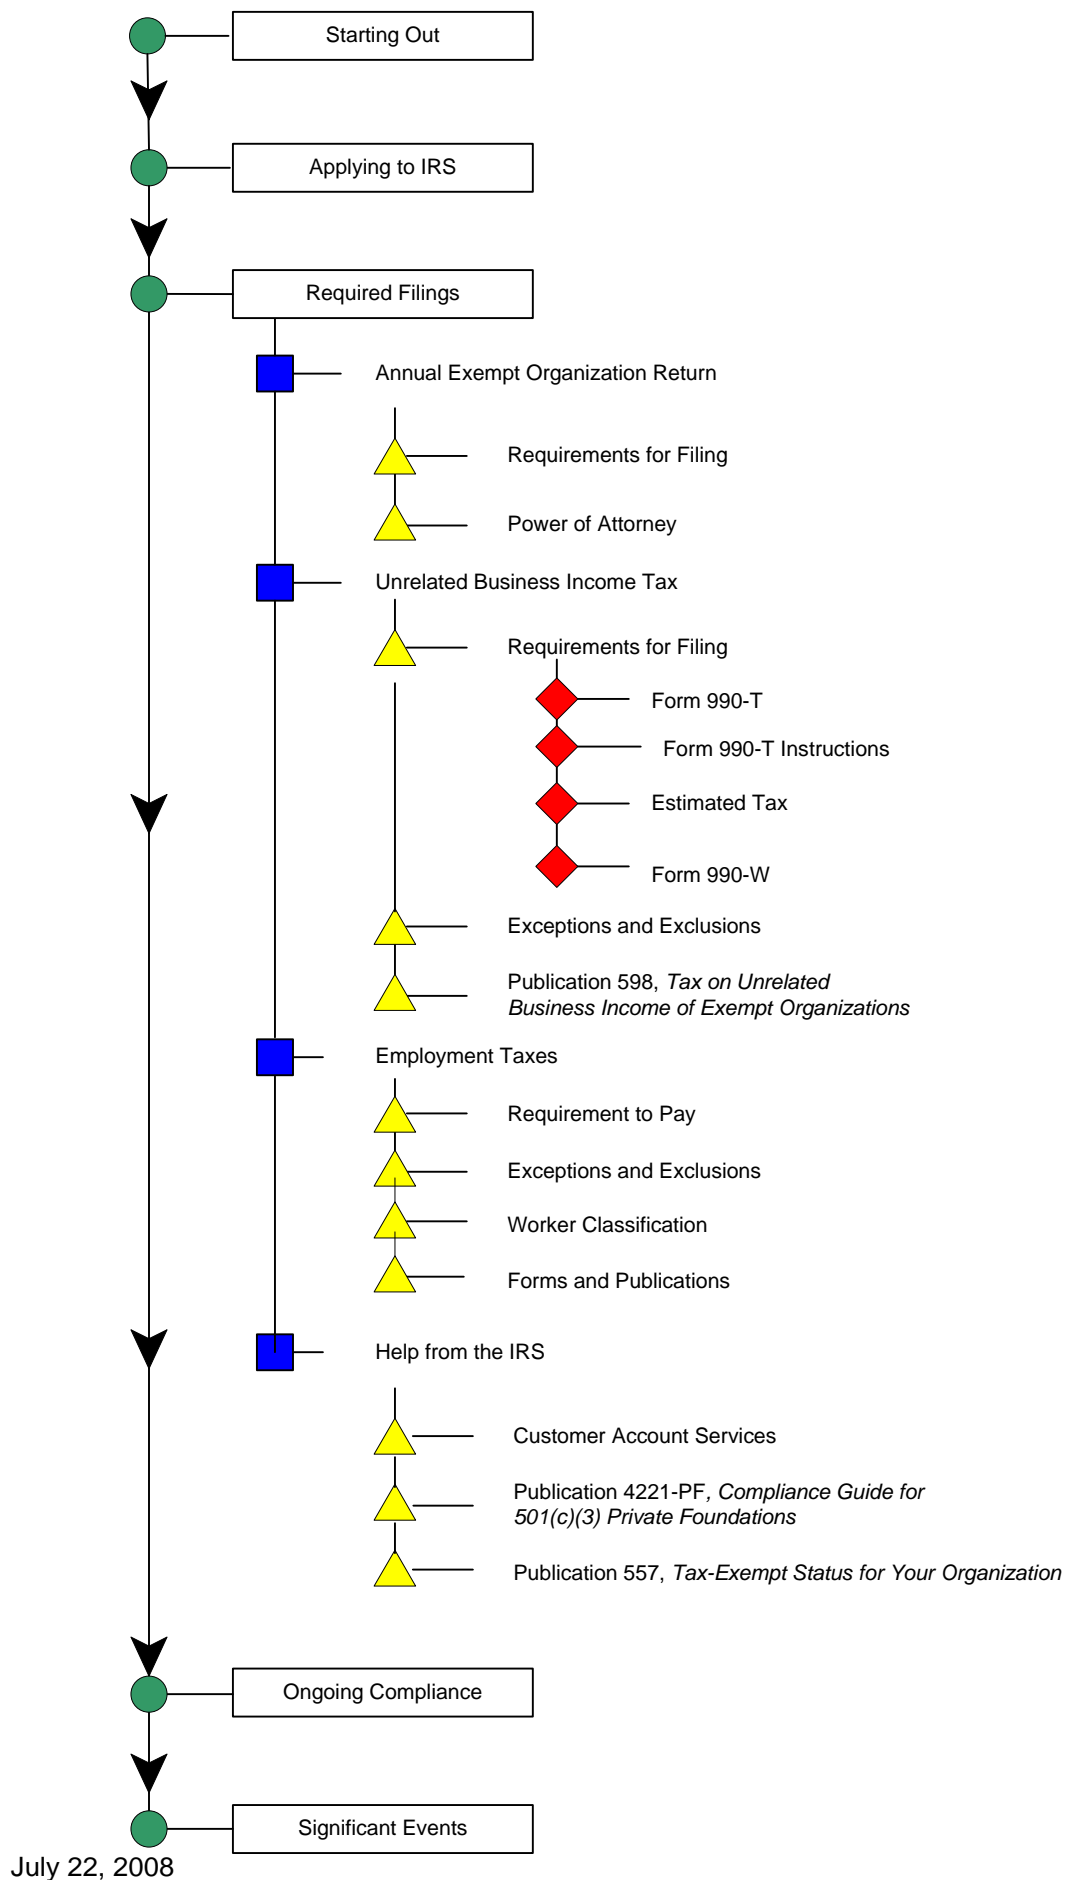 Starting Out
Applying to IRS
Required Filings
Annual Exempt Organization Return
Requirements for Filing
Power of Attorney
Unrelated Business Income Tax
Requirements for Filing
Form 990-T
Form 990-T Instructions
Estimated Tax
Form 990-W
Exceptions and Exclusions
Publication 598, Tax on Unrelated
Business Income of Exempt Organizations
Employment Taxes
Requirement to Pay
Exceptions and Exclusions
Worker Classification
Forms and Publications
Help from the IRS
Customer Account Services
Publication 4221-PF, Compliance Guide for
501(c)(3) Private Foundations
Publication 557, Tax-Exempt Status for Your Organization
Ongoing Compliance
Significant Events
July 22, 2008